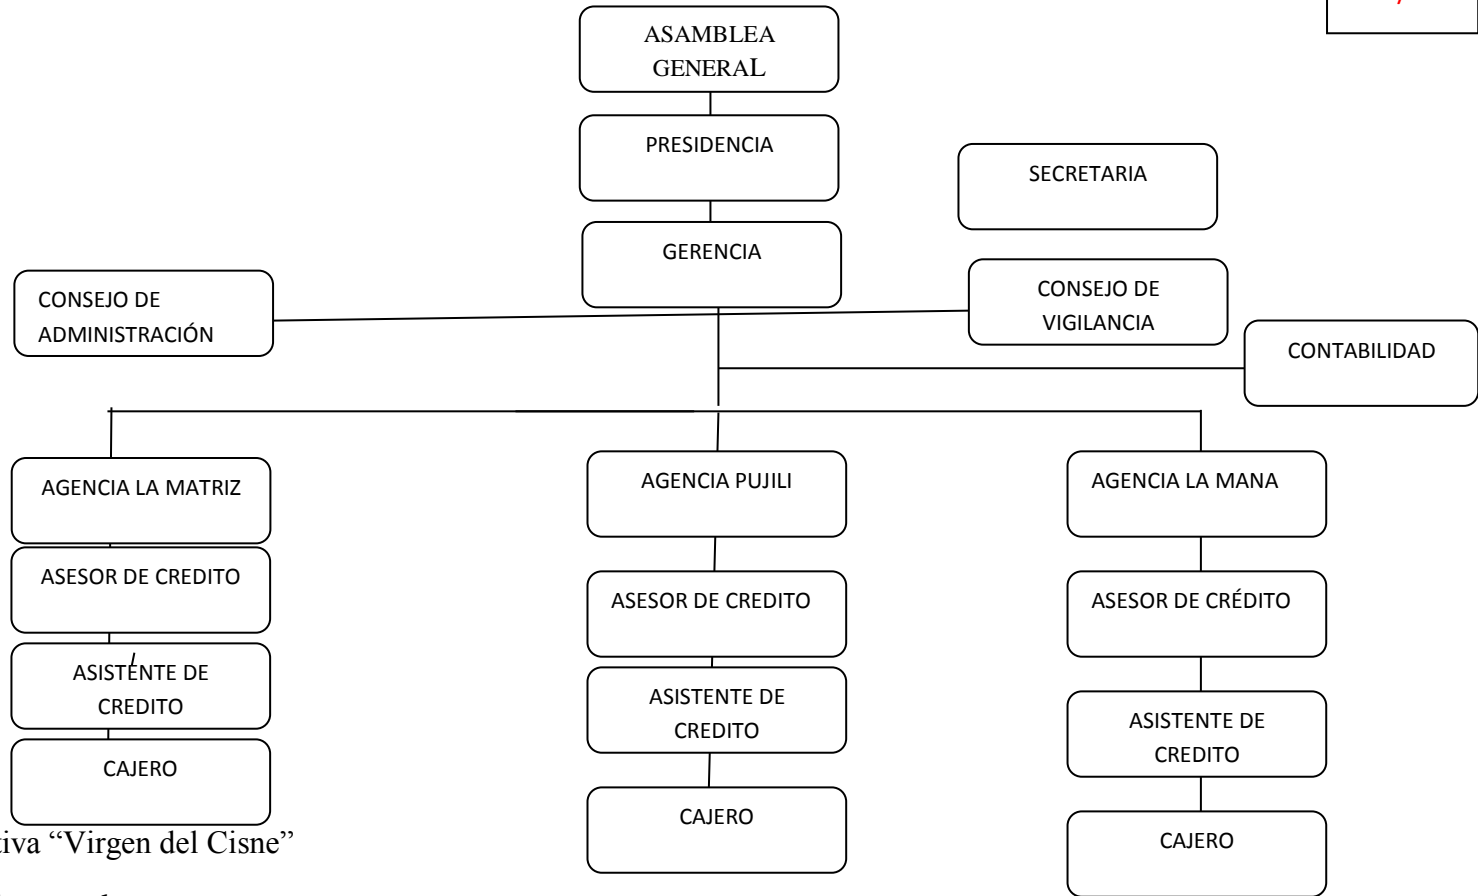 ASAMBLEA
GENERAL
PRESIDENCIA
SECRETARIA
GERENCIA
CONSEJO DE
ADMINISTRACIÓN
CONSEJO DE
VIGILANCIA
CONTABILIDAD
AGENCIA LA MATRIZ
ASESOR DE CREDITO
ASISTENTE DE
CREDITO
CAJERO
AGENCIA PUJILI
ASESOR DE CREDITO
ASISTENTE DE
CREDITO
CAJERO
AGENCIA LA MANA
ASESOR DE CRÉDITO
ASISTENTE DE
CREDITO
CAJERO
tiva “Virgen del Cisne”